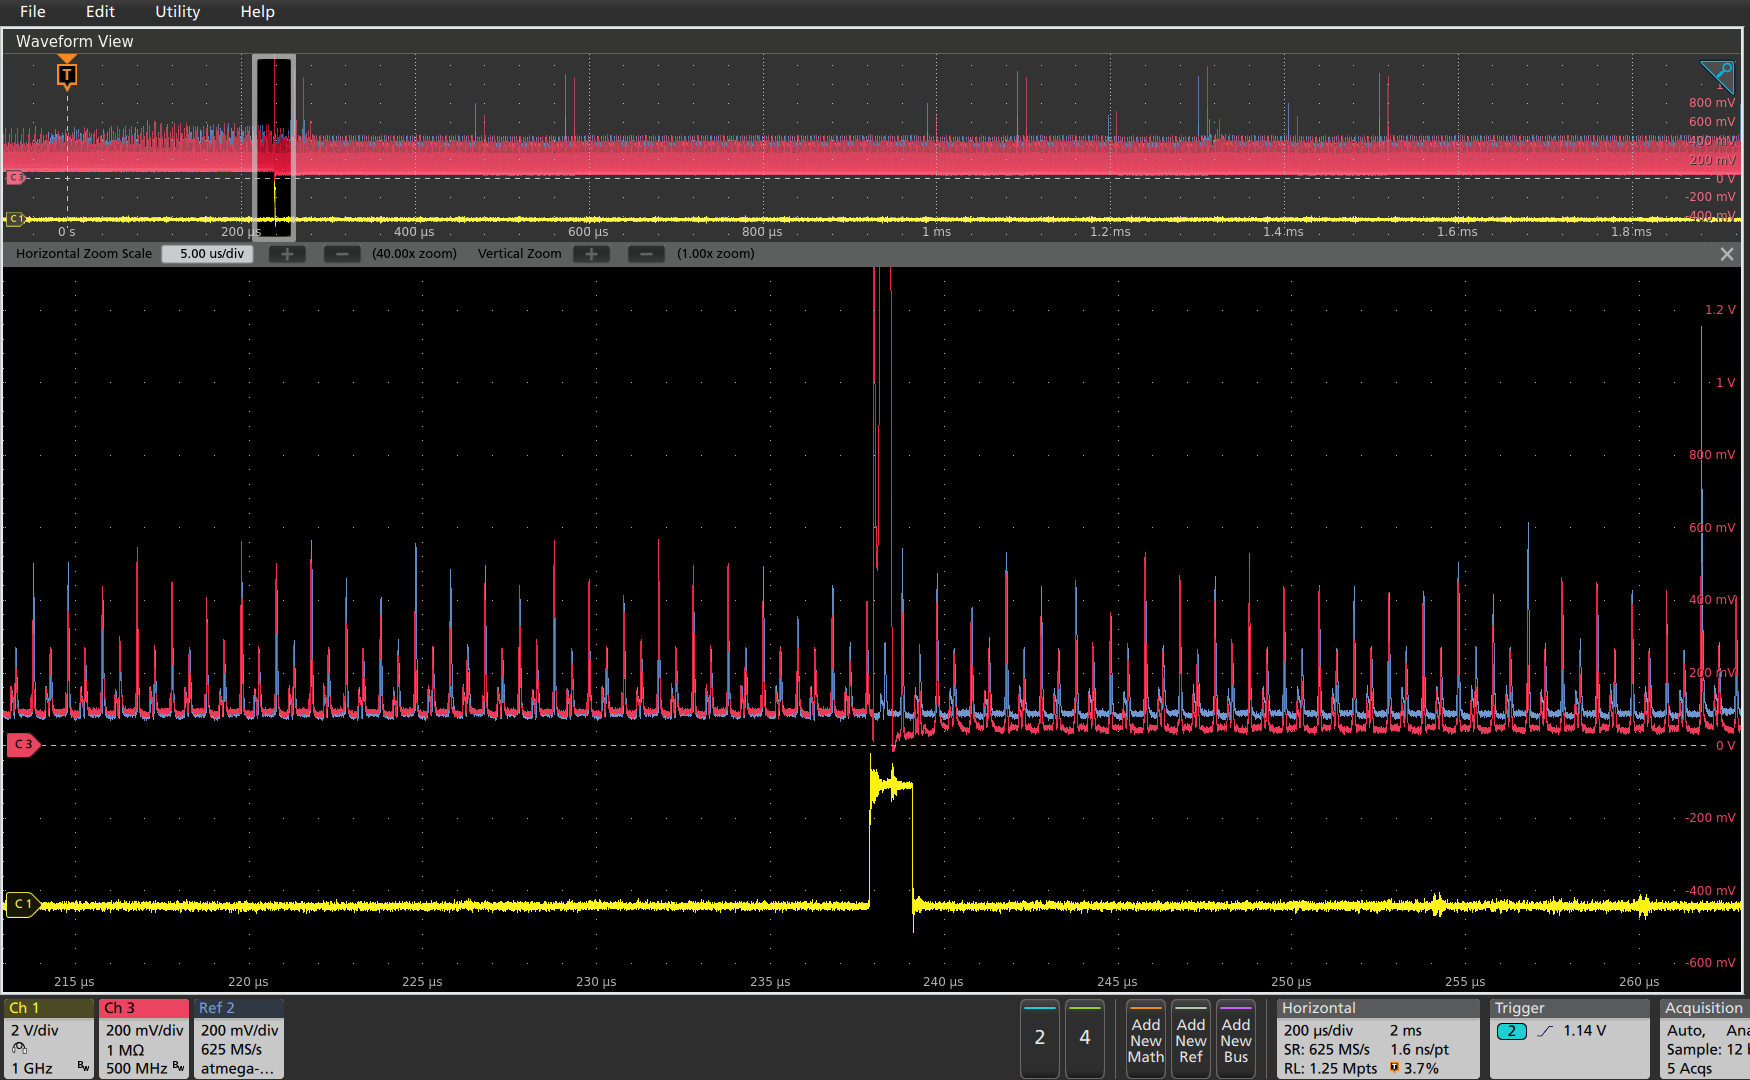 File Edit Utility Help
Waveform View
T
800 mV
600 mV
400 mV
200 mV
C 3
0 V
-200 mV
C 1
-400 mV
0 s 200 µs 400 µs 600 µs 800 µs 1 ms 1.2 ms 1.4 ms 1.6 ms 1.8 ms
Horizontal Zoom Scale 5.00 us/div + − (40.00x zoom) Vertical Zoom + − (1.00x zoom)
1.2 V
1 V
800 mV
600 mV
400 mV
200 mV
C 3
0 V
-200 mV
-400 mV
C 1
-600 mV
215 µs 220 µs 225 µs 230 µs 235 µs 240 µs 245 µs 250 µs 255 µs 260 µs
Ch 1
2 V/div
1 GHz Bw
Ch 3
200 mV/div
1 MΩ
500 MHz Bw
Ref 2
200 mV/div
625 MS/s
atmega-...
2
4
Add
New
Math
Add
New
Ref
Add
New
Bus
Horizontal
200 µs/div 2 ms
SR: 625 MS/s 1.6 ns/pt
RL: 1.25 Mpts T 3.7%
Trigger
2 1.14 V
Acquisition
Auto, Ana
Sample: 12
5 Acqs